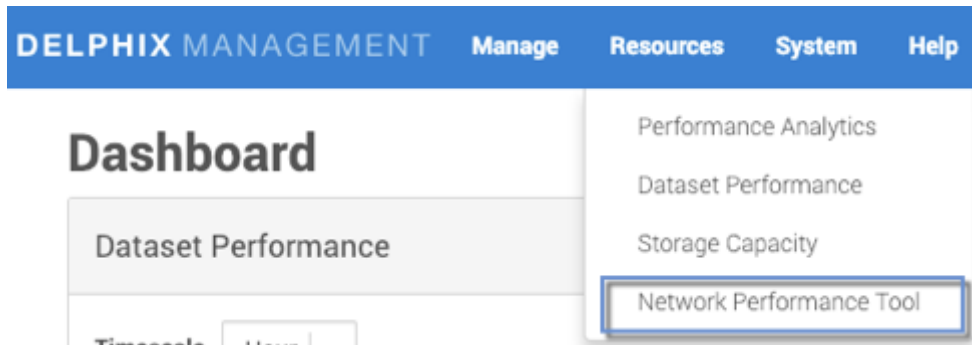 DELPHIX MANAGEMENT Manage Resources System Help
Dashboard
Dataset Performance
Timescale Hour
Performance Analytics
Dataset Performance
Storage Capacity
Network Performance Tool